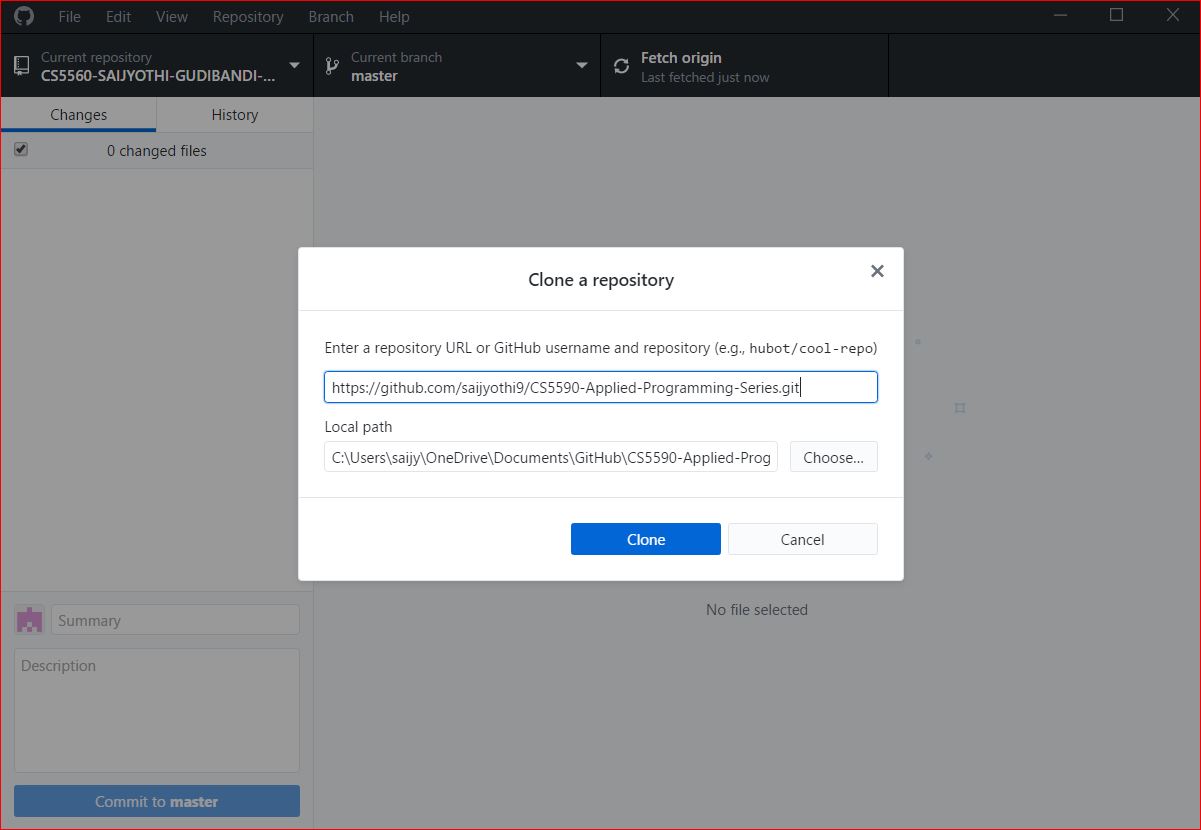 File Edit View Repository Branch Help
Current repository
CS5560-SAIJYOTHI-GUDIBANDI-...
Current branch
master
Fetch origin
Last fetched just now
Changes History
0 changed files
Clone a repository
Enter a repository URL or GitHub username and repository (e.g., hubot/cool-repo)
https://github.com/saijyothi9/CS5590-Applied-Programming-Series.git
Local path
C:\Users\saijy\OneDrive\Documents\GitHub\CS5590-Applied-Prog
Choose...
Clone Cancel
No file selected
Summary
Description
Commit to master